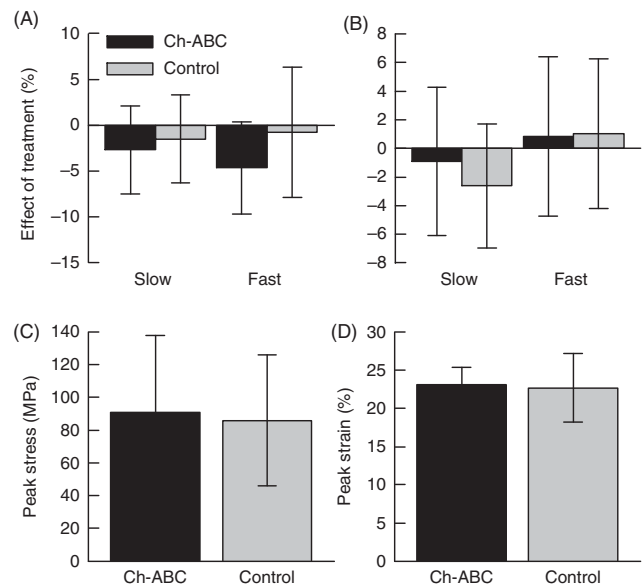 (A)
10
5
0
–5
–10
–15
Effect of treatment (%)
Ch-ABC
Control
Slow
Fast
(B)
8
6
4
2
0
–2
–4
–6
–8
Slow
Fast
(C)
140
120
100
80
60
40
20
0
Peak stress (MPa)
Ch-ABC
Control
(D)
30
25
20
15
10
5
0
Peak strain (%)
Ch-ABC
Control